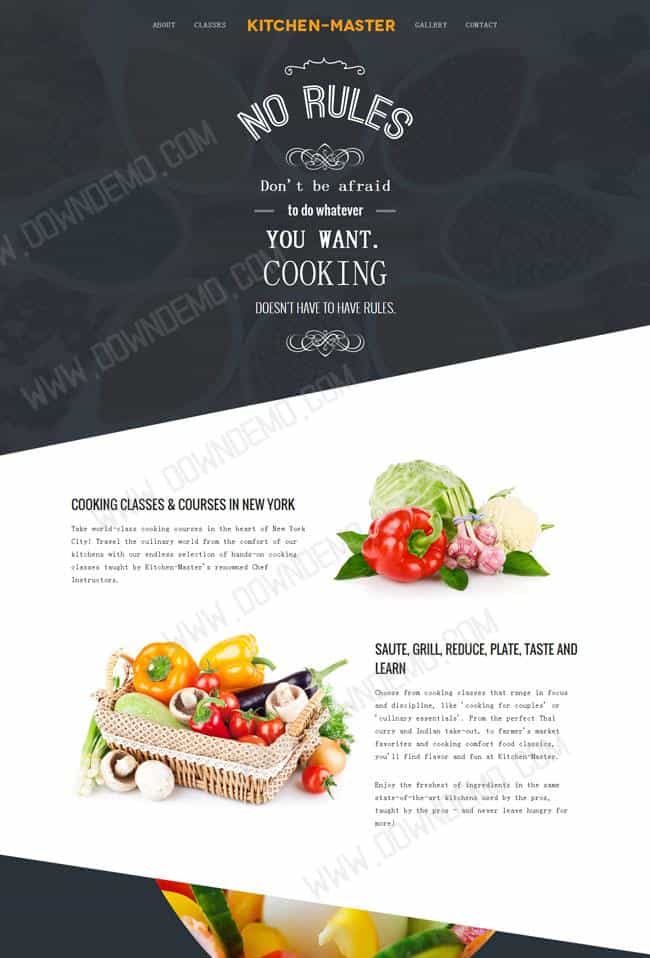 ABOUT CLASSES KITCHEN-MASTER GALLERY CONTACT
NO RULES
Don't be afraid
to do whatever
YOU WANT.
COOKING
DOESN'T HAVE TO HAVE RULES.
COOKING CLASSES & COURSES IN NEW YORK
Take world-class cooking courses in the heart of New York
City! Travel the culinary world from the comfort of our
kitchens with our endless selection of hands-on cooking
classes taught by Kitchen-Master's renowned Chef
Instructors.
SAUTE, GRILL, REDUCE, PLATE, TASTE AND
LEARN
Choose from cooking classes that range in focus
and discipline, like 'cooking for couples' or
'culinary essentials'. From the perfect Thai
curry and Indian take-out, to farmer's market
favorites and cooking comfort food classics,
you'll find flavor and fun at Kitchen-Master.
Enjoy the freshest of ingredients in the same
state-of-the-art kitchens used by the pros,
taught by the pros - and never leave hungry for
more!
WWW.DOWNDEMO.COM
WWW.DOWNDEMO.COM
WWW.DOWNDEMO.COM
WWW.DOWNDEMO.COM
WWW.DOWNDEMO.COM